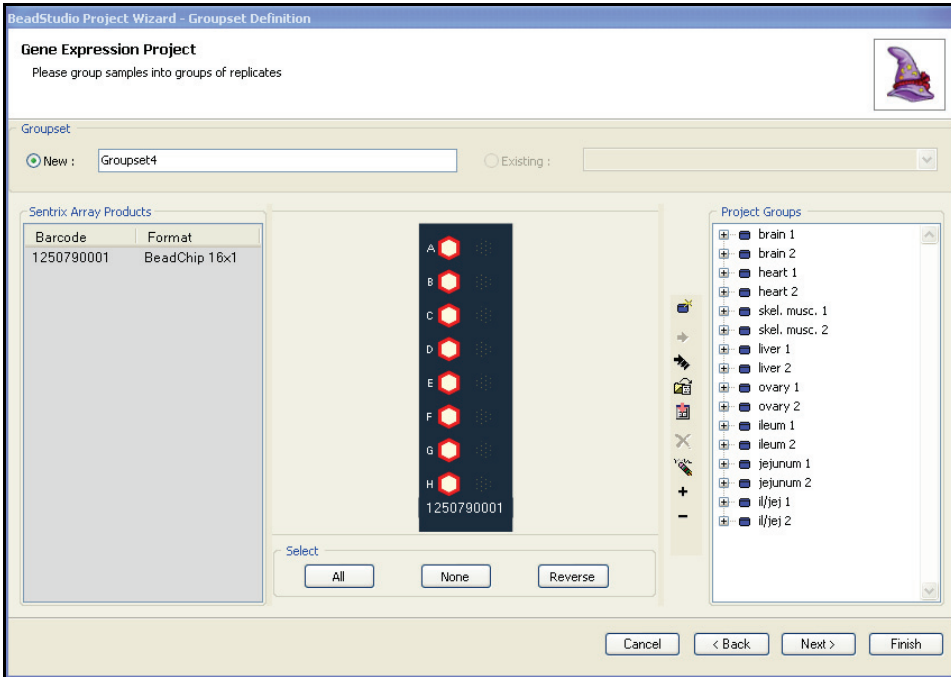 BeadStudio Project Wizard - Groupset Definition
Gene Expression Project
Please group samples into groups of replicates
Groupset
New : Groupset4 Existing :
Sentrix Array Products
Barcode Format
1250790001 BeadChip 16x1
A
B
C
D
E
F
G
H
1250790001
Select
All None Reverse
Project Groups
brain 1
brain 2
heart 1
heart 2
skel. musc. 1
skel. musc. 2
liver 1
liver 2
ovary 1
ovary 2
ileum 1
ileum 2
jejunum 1
jejunum 2
il/jej 1
il/jej 2
Cancel < Back Next > Finish